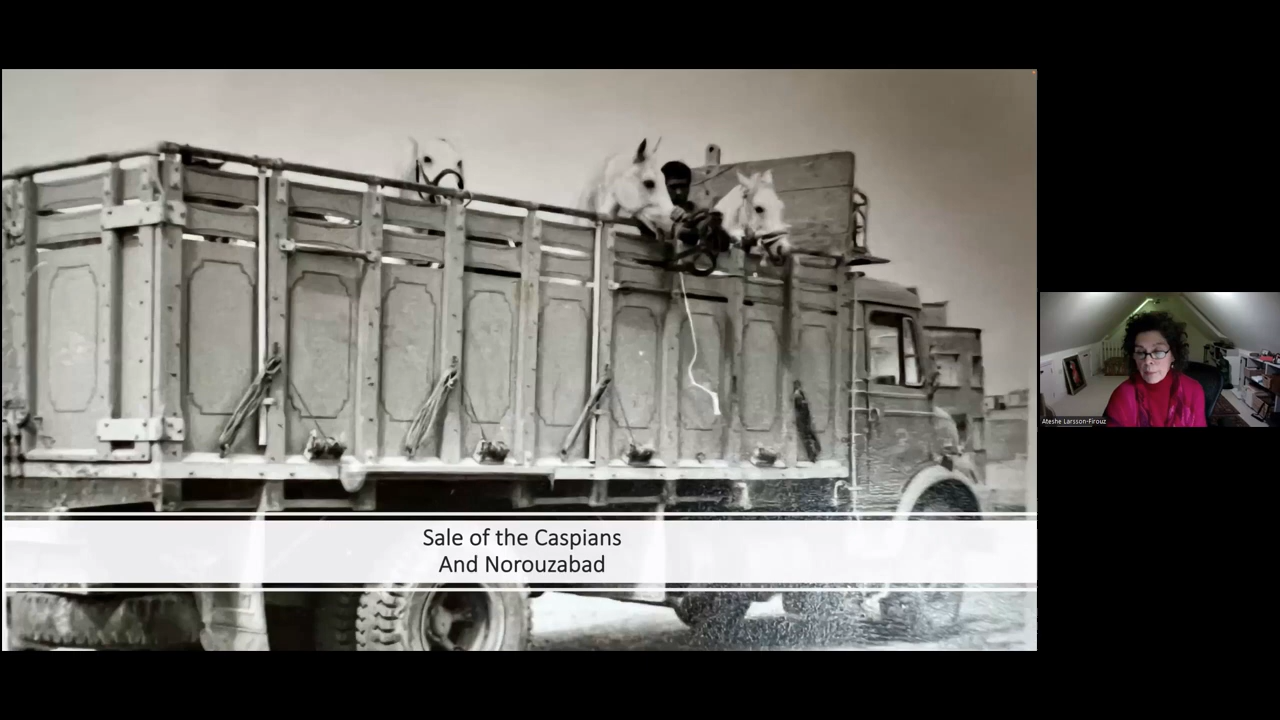 Sale of the Caspians
And Norouzabad
Ateshe Larsson-Firouz